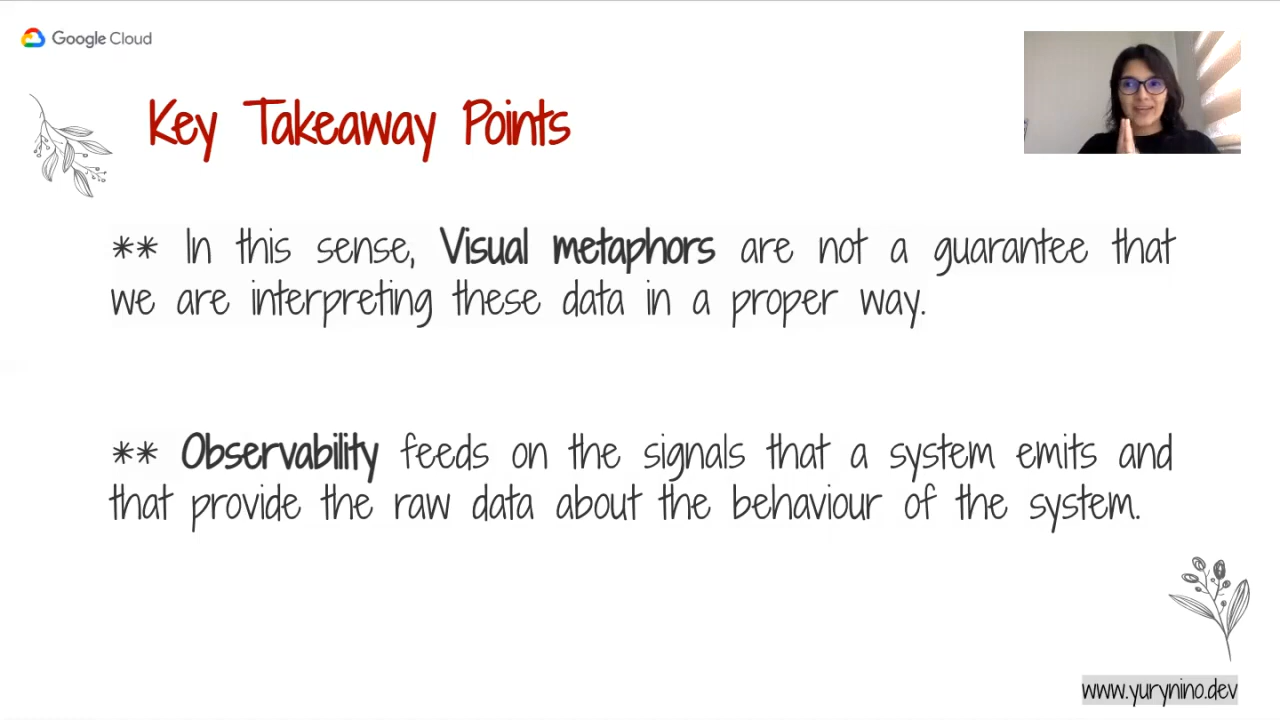 Google Cloud
Key Takeaway Points
** In this sense, Visual metaphors are not a guarantee that
we are interpreting these data in a proper way.
** Observability feeds on the signals that a system emits and
that provide the raw data about the behaviour of the system.
www.yurynino.dev